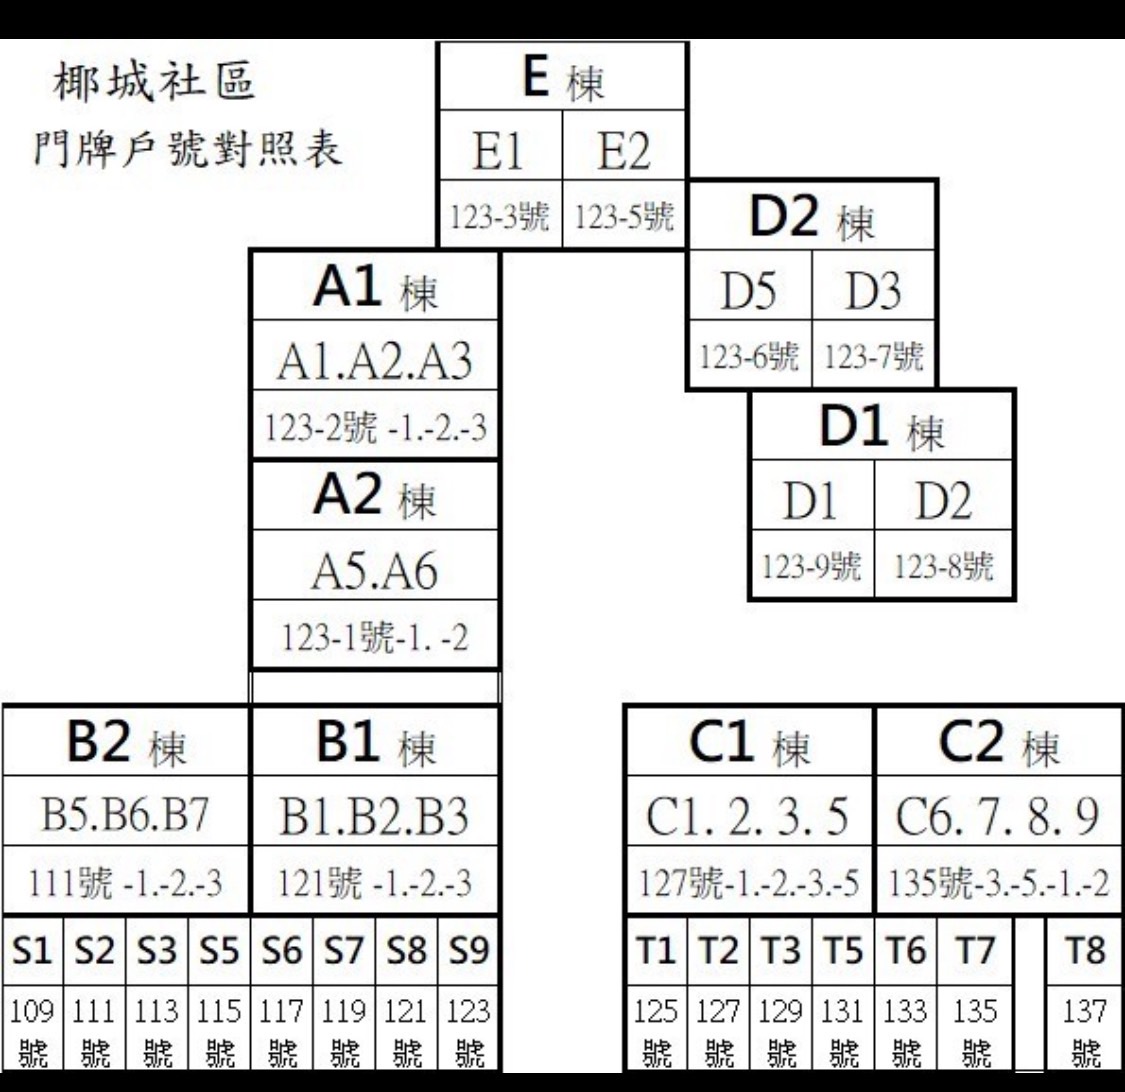 椰城社區
門牌戶號對照表
E 棟
E1 E2
123-3號 123-5號
D2 棟
D5 D3
123-6號 123-7號
A1 棟
A1.A2.A3
123-2號 -1.-2.-3
D1 棟
D1 D2
123-9號 123-8號
A2 棟
A5.A6
123-1號-1. -2
B2 棟 B1 棟
B5.B6.B7 B1.B2.B3
111號 -1.-2.-3 121號 -1.-2.-3
C1 棟 C2 棟
C1. 2. 3. 5 C6. 7. 8. 9
127號-1.-2.-3.-5 135號-3.-5.-1.-2
S1 S2 S3 S5 S6 S7 S8 S9
109 111 113 115 117 119 121 123
號 號 號 號 號 號 號 號
T1 T2 T3 T5 T6 T7 T8
125 127 129 131 133 135 137
號 號 號 號 號 號 號